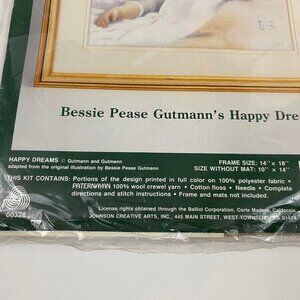 Bessie Pease Gutmann's Happy Dre
HAPPY DREAMS © Gutmann and Gutmann
adapted from the original illustration by Bessie Pease Gutmann
FRAME SIZE: 14" x 18"
SIZE WITHOUT MAT: 10" x 14"
THIS KIT CONTAINS: Portions of the design printed in full color on 100% polyester fabric •
PATERNAYAN 100% wool crewel yarn • Cotton floss • Needle • Complete
directions and stitch instructions • Frame and mats not included.
License rights obtained through the Balliol Corporation, Corte Madera, California
JOHNSON CREATIVE ARTS, INC., 445 MAIN STREET, WEST TOWNSEND, MA 01474
00328